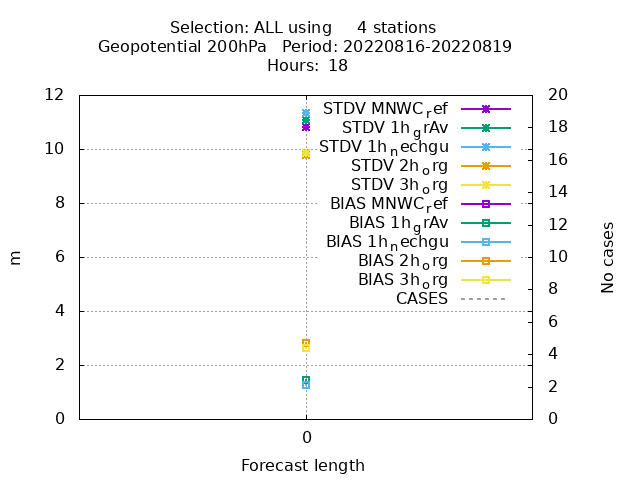 Selection: ALL using 4 stations
Geopotential 200hPa Period: 20220816-20220819
Hours: 18
12 20
STDV MNWC_ref
STDV 1h_grAv 18
STDV 1h_nechgu
10 16
STDV 2h_org
STDV 3h_org
8 14
BIAS MNWC_ref
BIAS 1h_grAv 12
BIAS 1h_nechgu
6 10
BIAS 2h_org
BIAS 3h_org
8
CASES
4 6
4
2
2
0 0
0
m
No cases
Forecast length